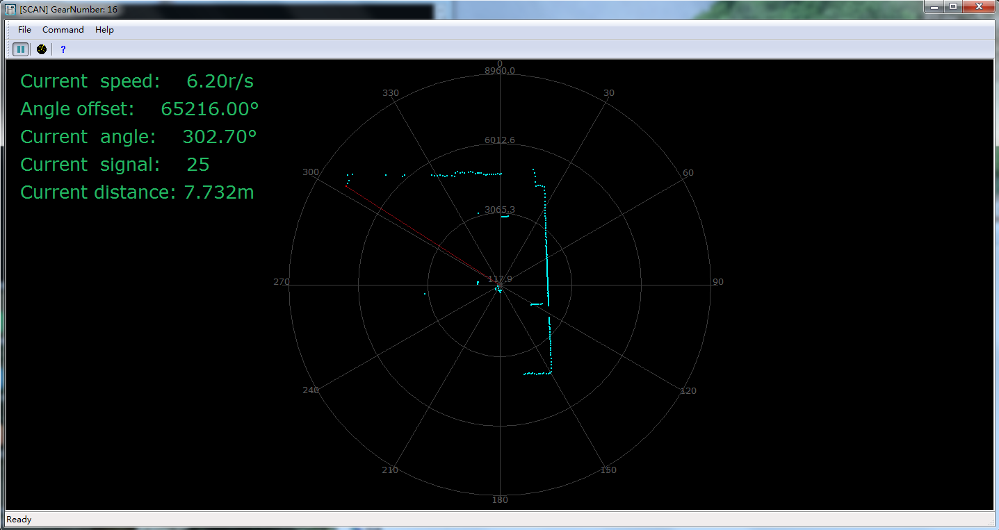 [SCAN] GearNumber: 16
File Command Help
?
Current speed: 6.20r/s
Angle offset: 65216.00°
Current angle: 302.70°
Current signal: 25
Current distance: 7.732m
0
8960.0
330
30
6012.6
300
60
3065.3
117.9
270
90
240
120
210
150
180
Ready